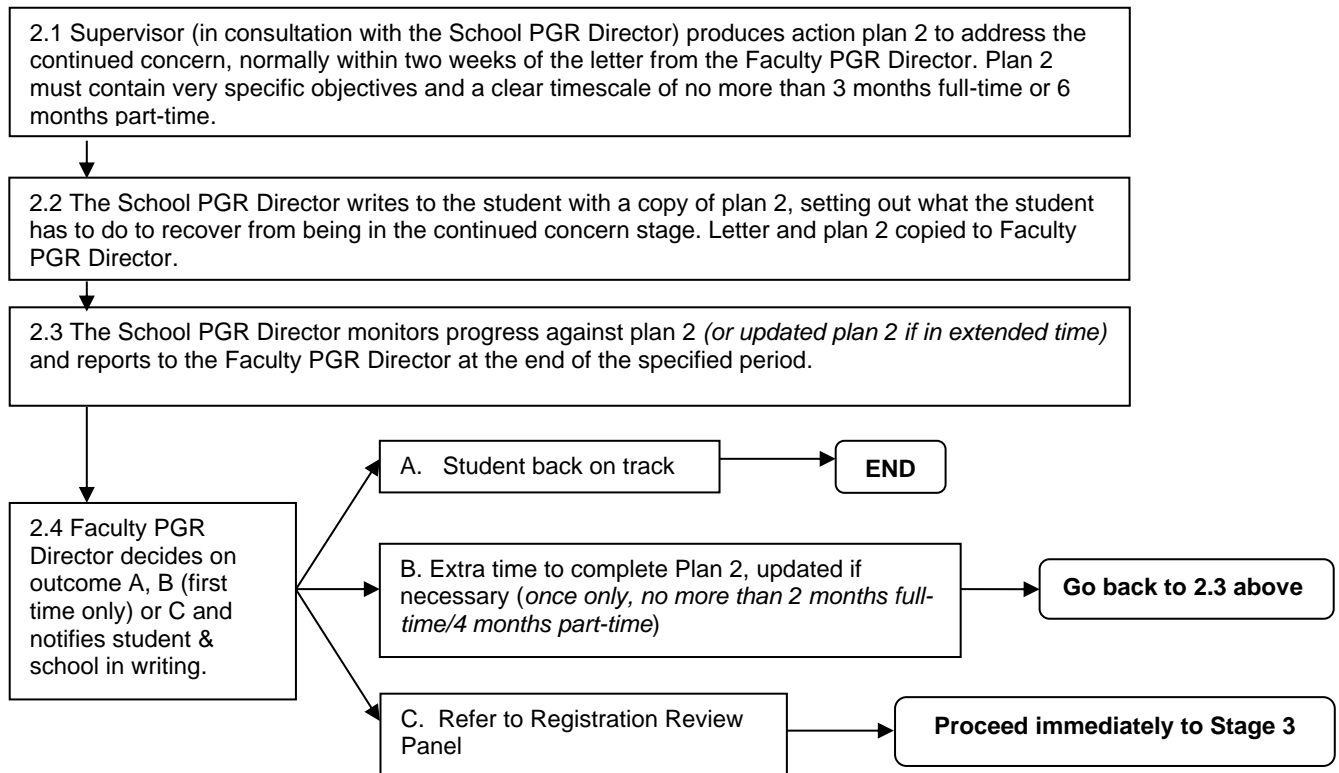 2.1 Supervisor (in consultation with the School PGR Director) produces action plan 2 to address the
continued concern, normally within two weeks of the letter from the Faculty PGR Director. Plan 2
must contain very specific objectives and a clear timescale of no more than 3 months full-time or 6
months part-time.
2.2 The School PGR Director writes to the student with a copy of plan 2, setting out what the student
has to do to recover from being in the continued concern stage. Letter and plan 2 copied to Faculty
PGR Director.
2.3 The School PGR Director monitors progress against plan 2 (or updated plan 2 if in extended time)
and reports to the Faculty PGR Director at the end of the specified period.
2.4 Faculty PGR
Director decides on
outcome A, B (first
time only) or C and
notifies student &
school in writing.
A. Student back on track
END
B. Extra time to complete Plan 2, updated if
necessary (once only, no more than 2 months full-
time/4 months part-time)
Go back to 2.3 above
C. Refer to Registration Review
Panel
Proceed immediately to Stage 3